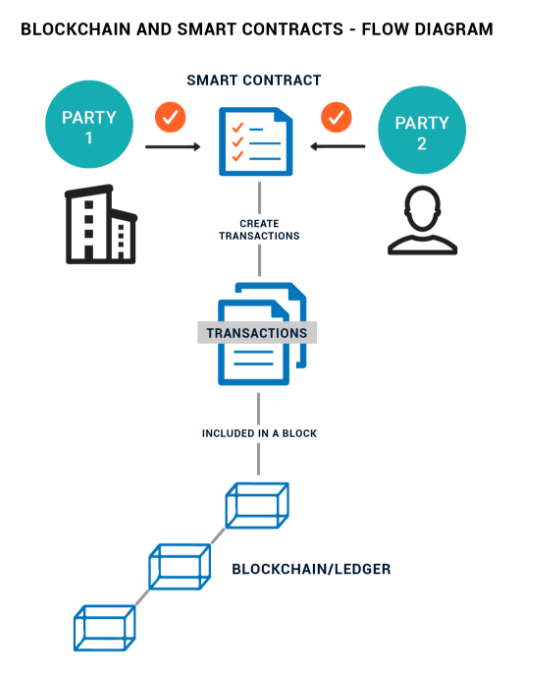 BLOCKCHAIN AND SMART CONTRACTS - FLOW DIAGRAM
SMART CONTRACT
PARTY
1
PARTY
2
CREATE
TRANSACTIONS
TRANSACTIONS
INCLUDED IN A BLOCK
BLOCKCHAIN/LEDGER